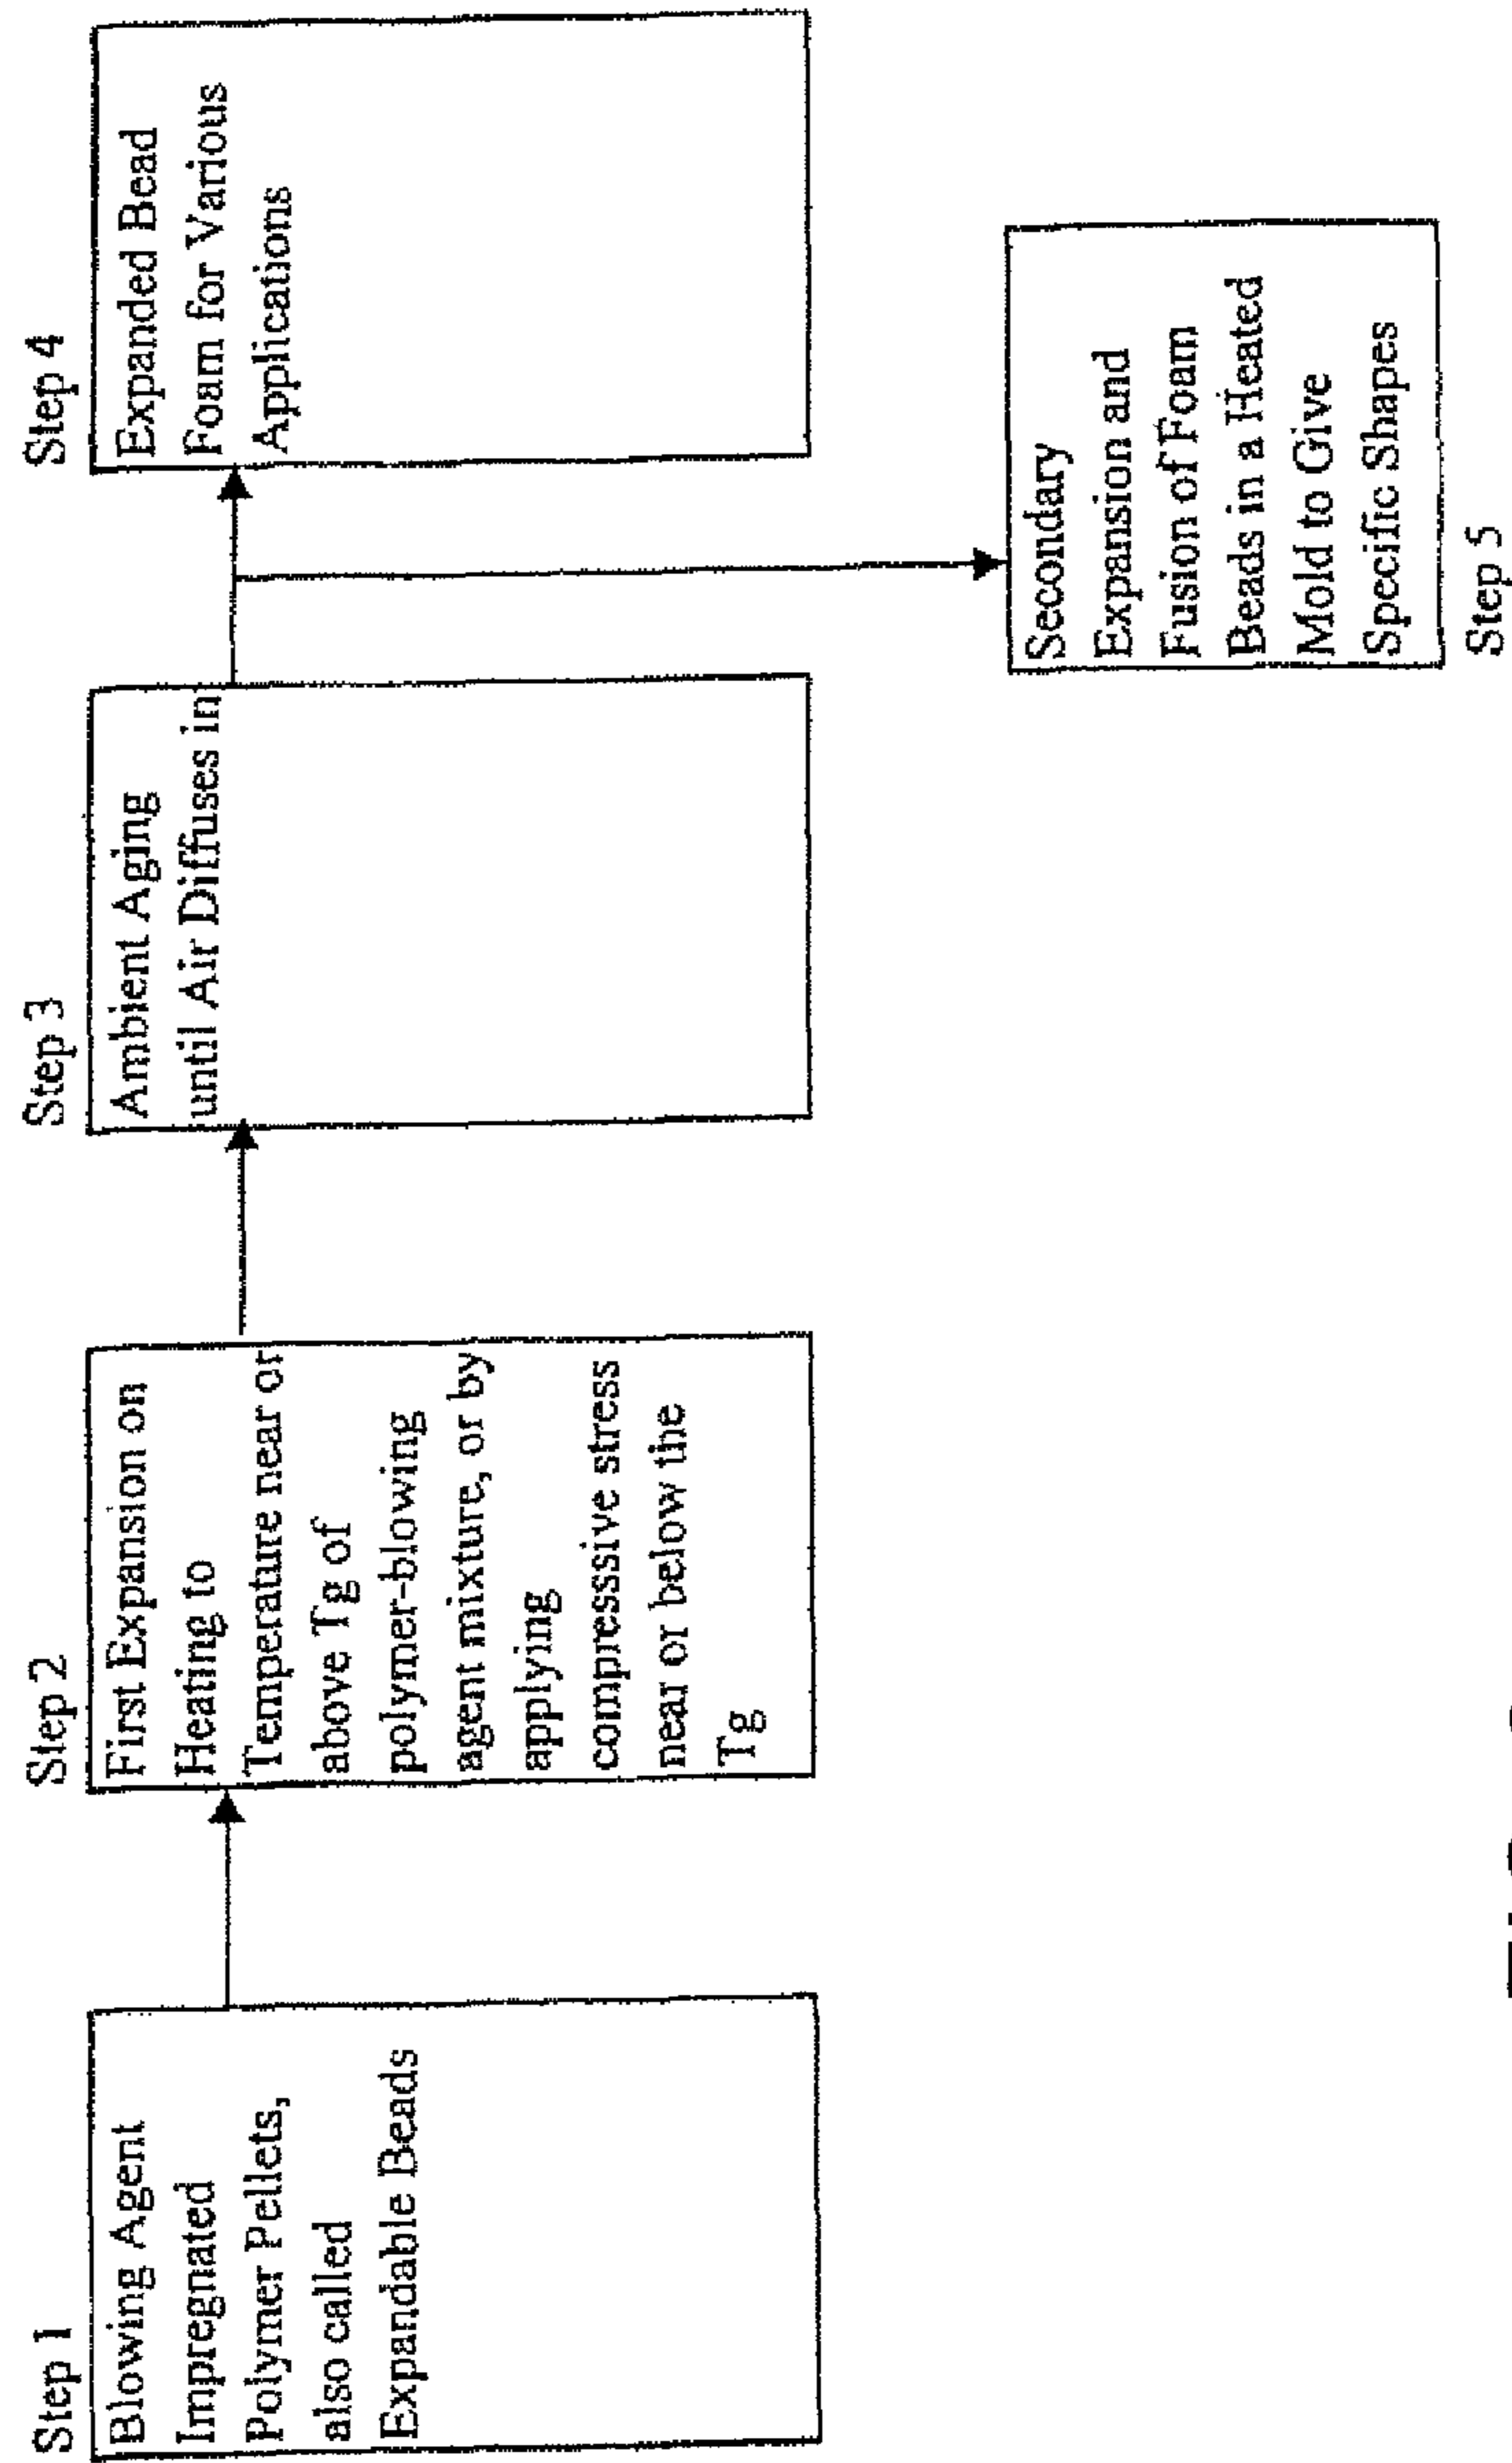 Step 1
Blowing Agent
Impregnated
Polymer Pellets,
also called
Expandable Beads
Step 2
First Expansion on
Heating to
Temperature near or
above Tg of
polymer-blowing
agent mixture, or by
applying
compresssive stress
near or below the
Tg
Step 3
Ambient Aging
until Air Diffuses in
Step 4
Expanded Bead
Foam for Various
Applications
Secondary
Expansion and
Fusion of Foam
Beads in a Heated
Mold to Give
Specific Shapes
Step 5